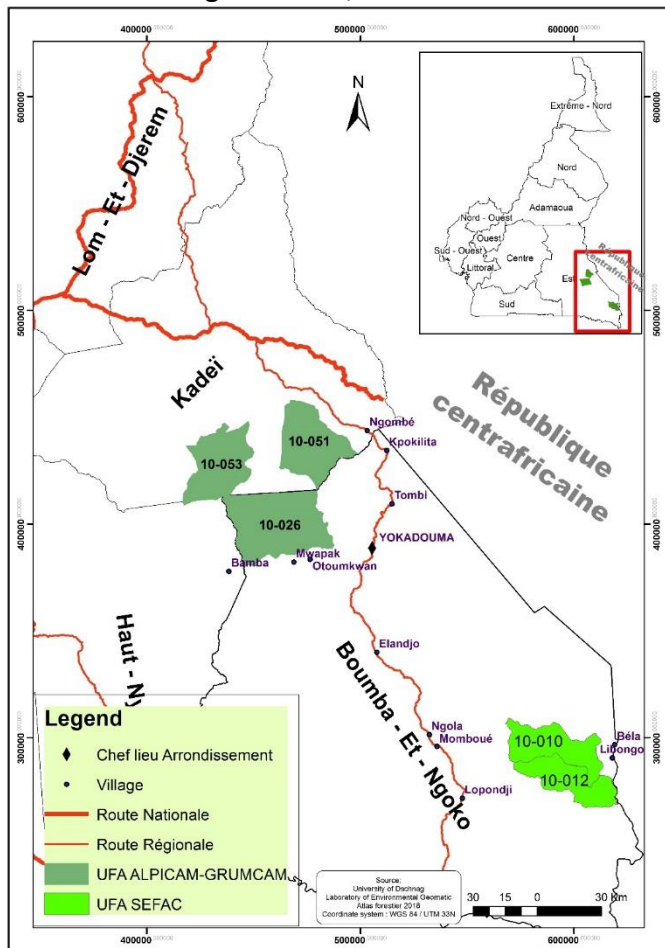 400000
500000
600000
600000
500000
400000
300000
N
Lom - Et - Djerem
Extrême - Nord
Nord
Adamaoua
Nord - Ouest
Ouest
Sud - Ouest
Littoral
Centre
Est
Sud
République
centrafricaine
Kadeï
République
centrafricaine
Ngombé
Kpokilita
10-051
10-053
Tombi
10-026
YOKADOUMA
Mwapak
Otoumkwan
Bamba
Haut - Ny
Elandjo
Boumba - Et - Ngoko
Ngola
Momboué
10-010
Béla
Libongo
10-012
Lopondji
Legend
Chef lieu Arrondissement
Village
Route Nationale
Route Régionale
UFA ALPICAM-GRUMCAM
UFA SEFAC
Source:
University of Dschang
Laboratory of Environmental Geomatic
Atlas forestier 2018
Coordinate system : WGS 84 / UTM 33N
30 15 0 30 Km
600000
500000
400000
300000
400000
500000
600000